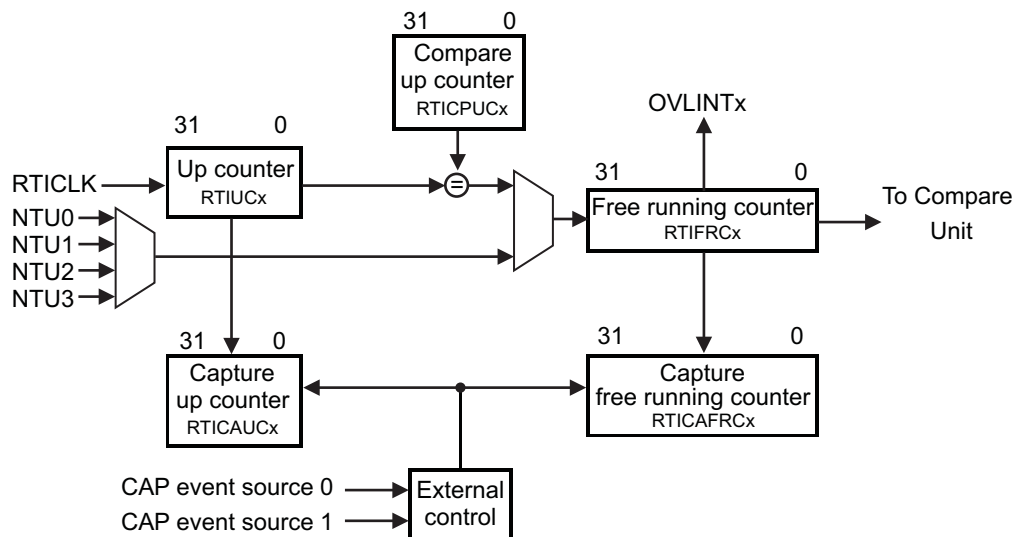 31 0
Compare
up counter
RTICPUCx
OVLINTx
31 0
Up counter
RTIUCx
RTICLK
=
31 0
Free running counter
RTIFRCx
To Compare
Unit
NTU0
NTU1
NTU2
NTU3
31 0
Capture
up counter
RTICAUCx
31 0
Capture
free running counter
RTICAFRCx
CAP event source 0
CAP event source 1
External
control